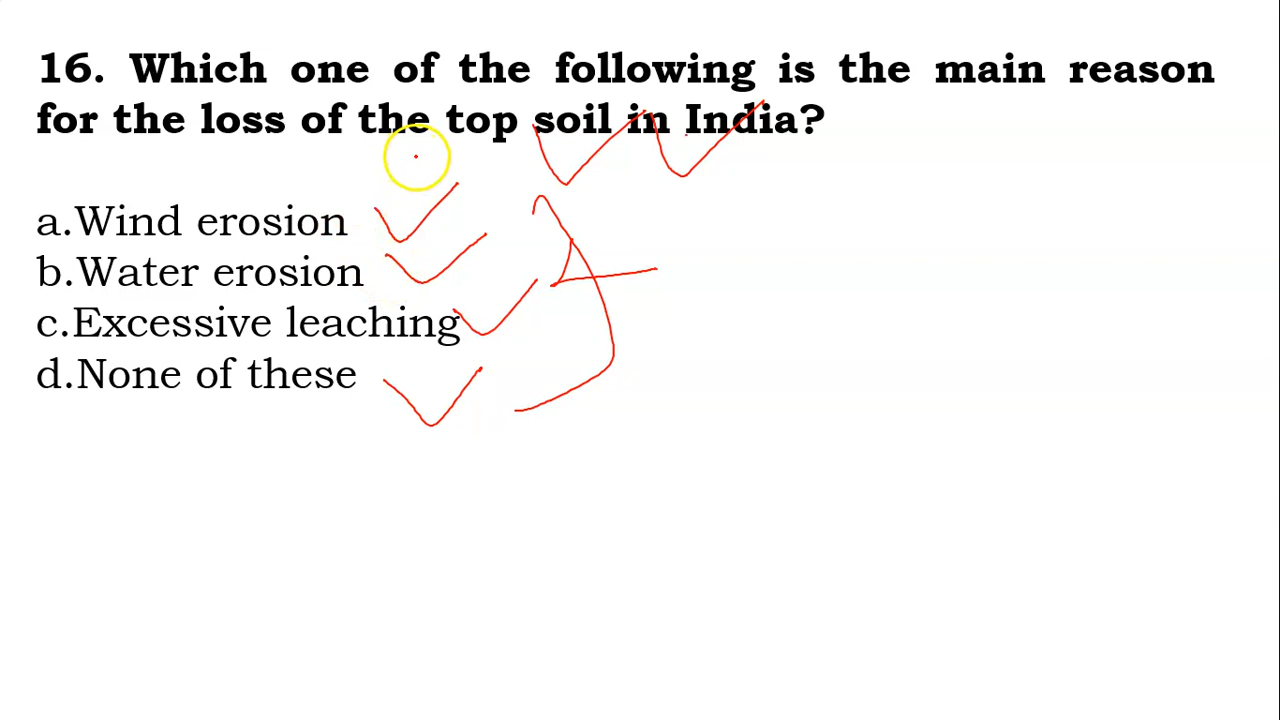 16. Which one of the following is the main reason
for the loss of the top soil in India?
a.Wind erosion
b.Water erosion
c.Excessive leaching
d.None of these